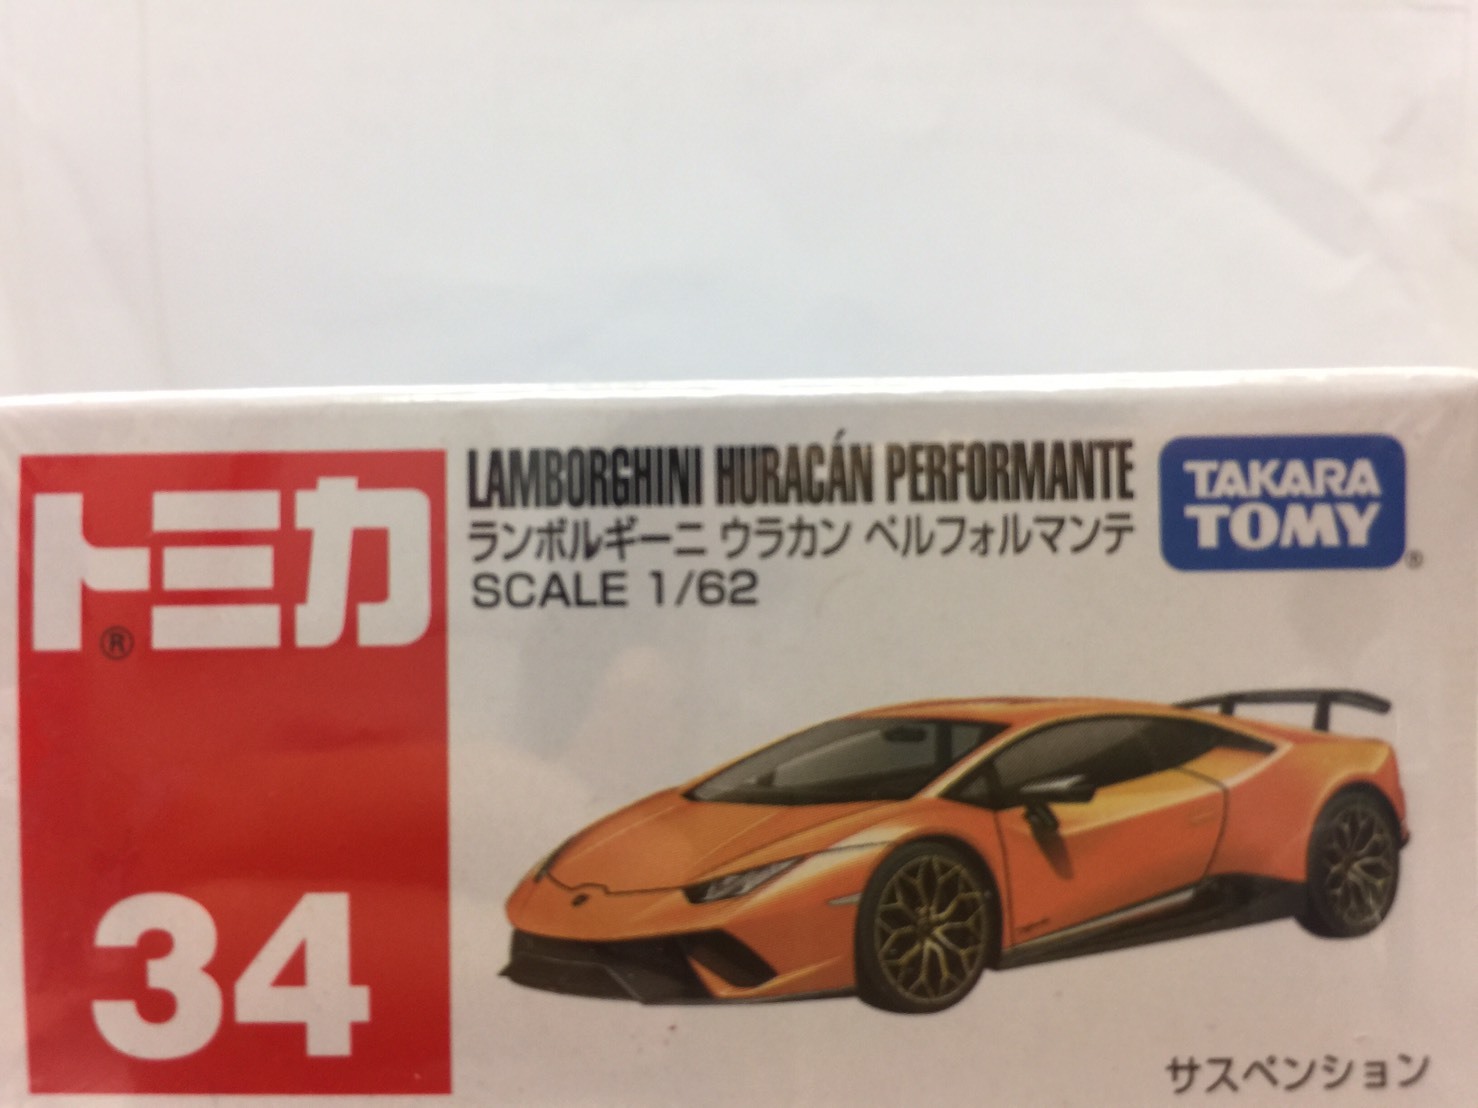 トミカ
®
34
LAMBORGHINI HURACÁN PERFORMANTE
ランボルギーニ ウラカン ペルフォルマンテ
SCALE 1/62
TAKARA
TOMY
®
サスペンション